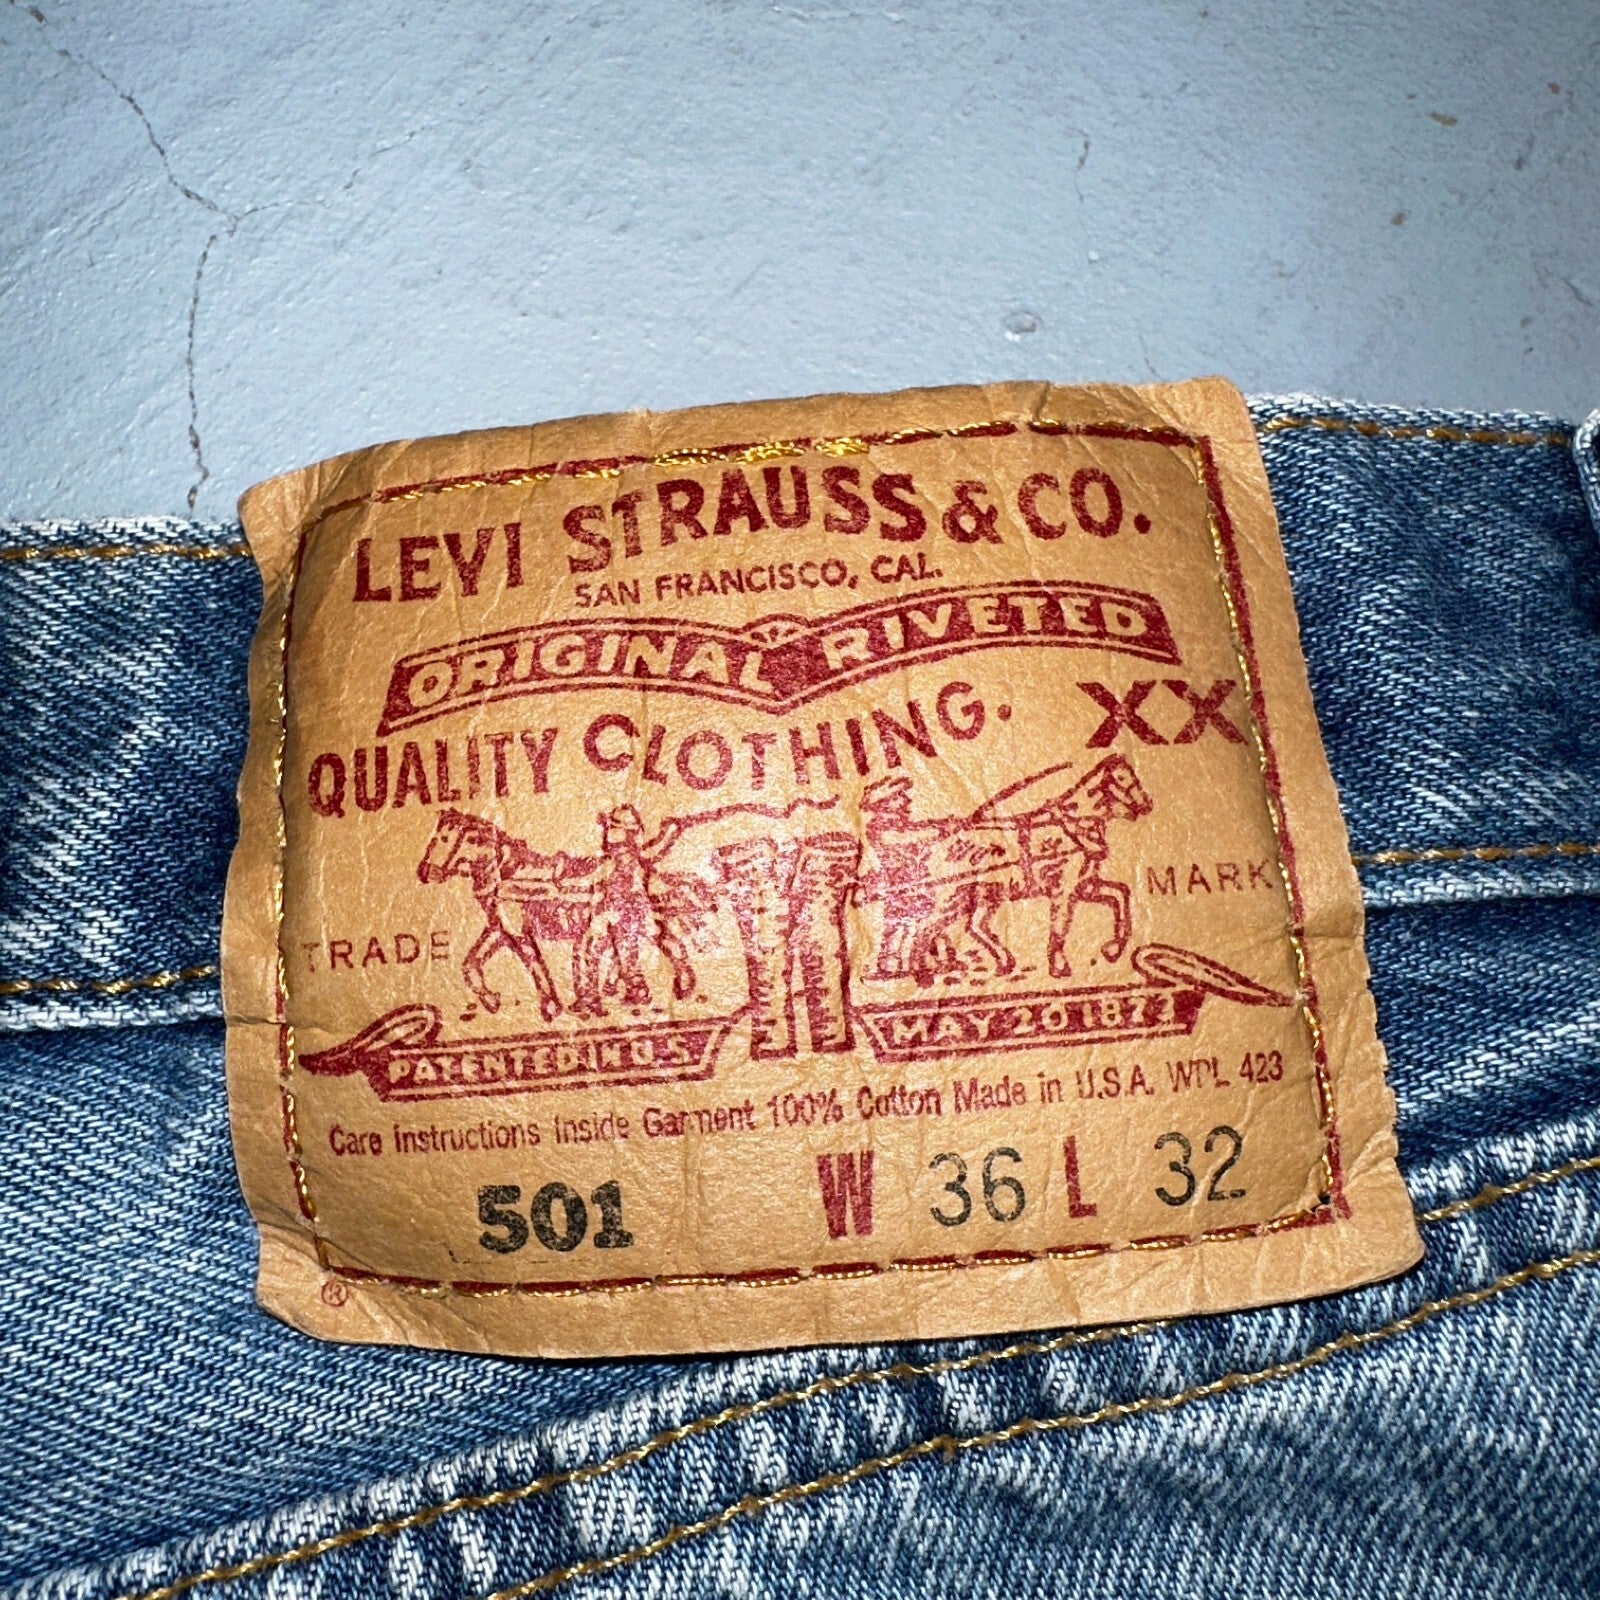 LEVI STRAUSS & CO.
SAN FRANCISCO, CAL.
ORIGINAL RIVETED
QUALITY CLOTHING. XX
TRADE MARK
PATENTED IN U.S MAY 20 1873
Care Instructions Inside Garment 100% Cotton Made in U.S.A. WPL 423
501 W 36 L 32
®